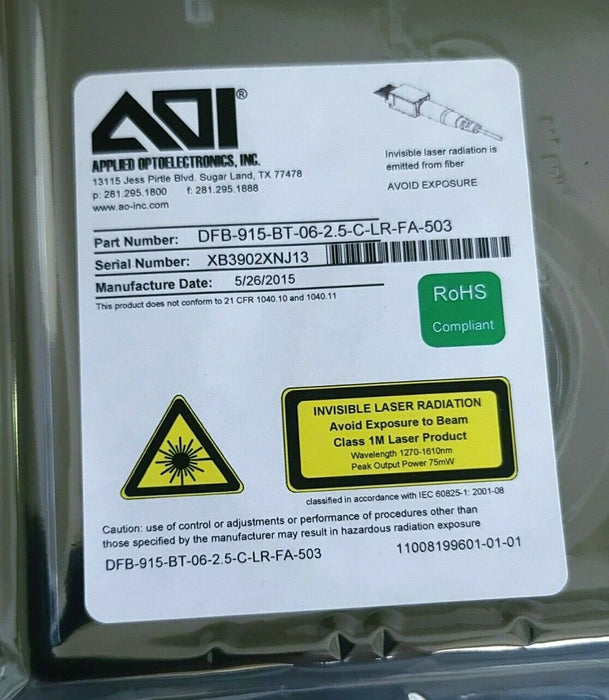 AOI®
APPLIED OPTOELECTRONICS, INC.
13115 Jess Pirtle Blvd. Sugar Land, TX 77478
p: 281.295.1800 f: 281.295.1888
www.ao-inc.com
Invisible laser radiation is
emitted from fiber
AVOID EXPOSURE
Part Number: DFB-915-BT-06-2.5-C-LR-FA-503
Serial Number: XB3902XNJ13
Manufacture Date: 5/26/2015
This product does not conform to 21 CFR 1040.10 and 1040.11
RoHS
Compliant
INVISIBLE LASER RADIATION
Avoid Exposure to Beam
Class 1M Laser Product
Wavelength 1270-1610nm
Peak Output Power 75mW
classified in accordance with IEC 60825-1: 2001-08
Caution: use of control or adjustments or performance of procedures other than
those specified by the manufacturer may result in hazardous radiation exposure
DFB-915-BT-06-2.5-C-LR-FA-503 11008199601-01-01